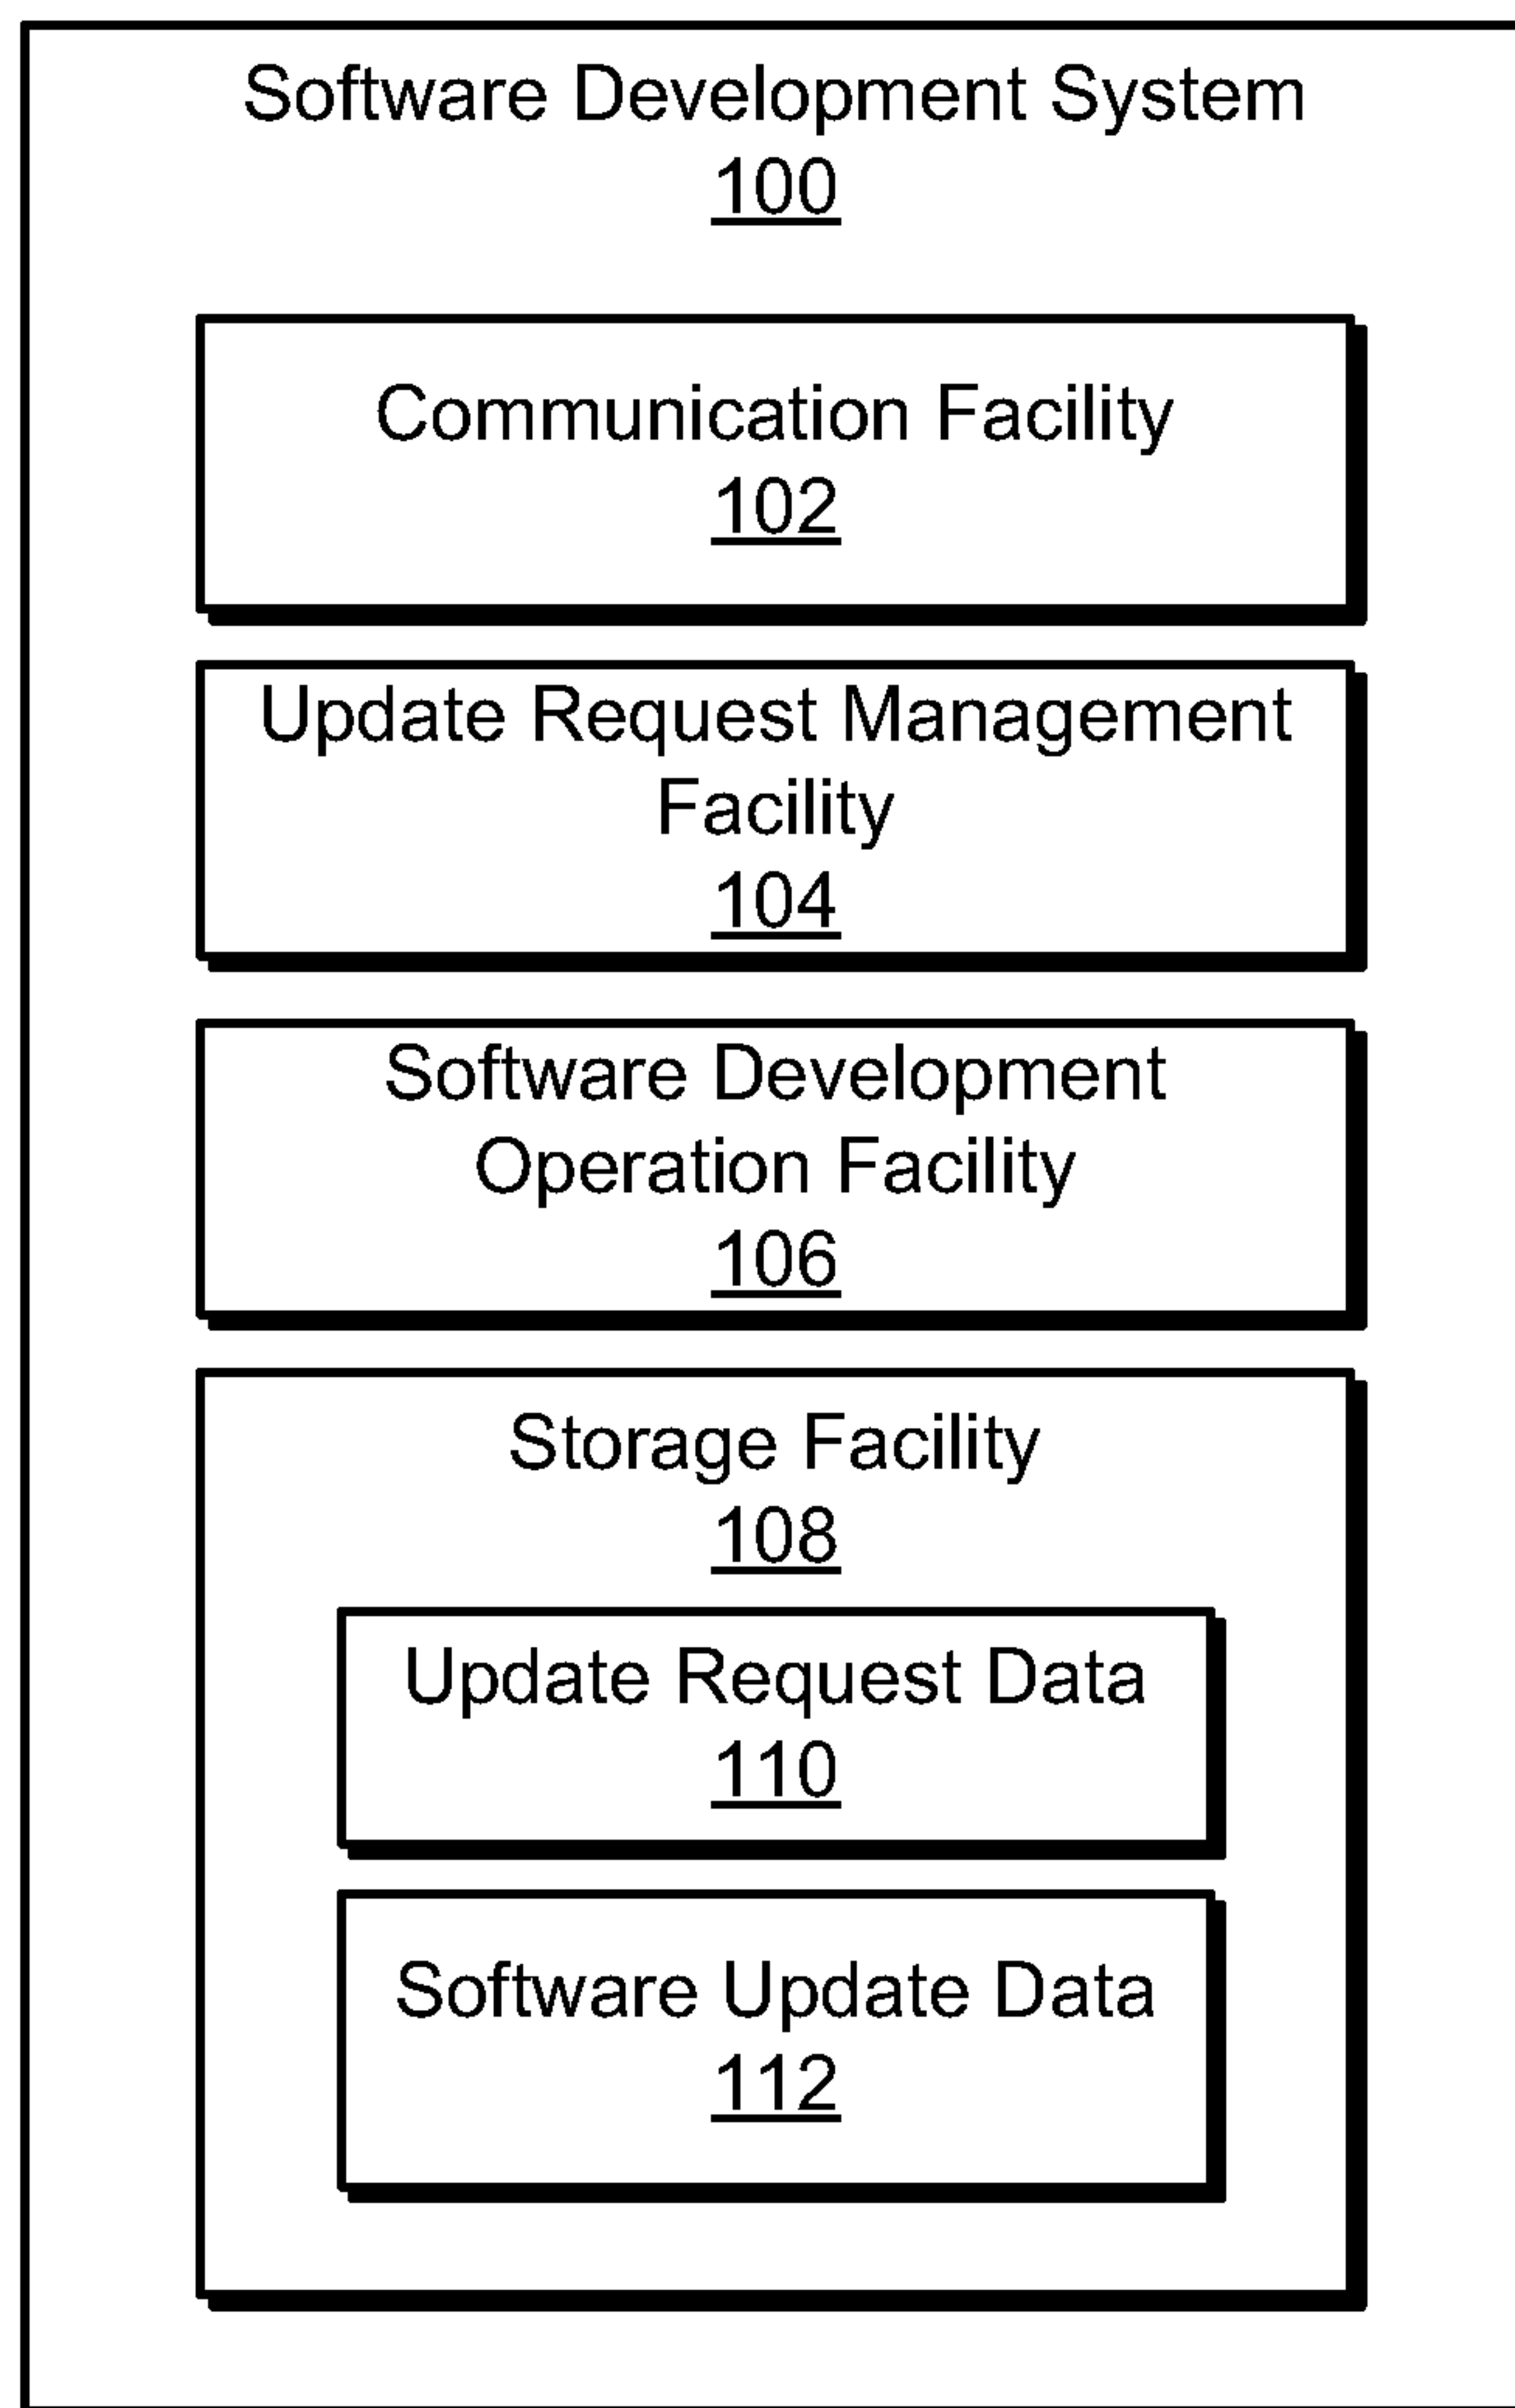 Software Development System
100
Communication Facility
102
Update Request Management
Facility
104
Software Development
Operation Facility
106
Storage Facility
108
Update Request Data
110
Software Update Data
112